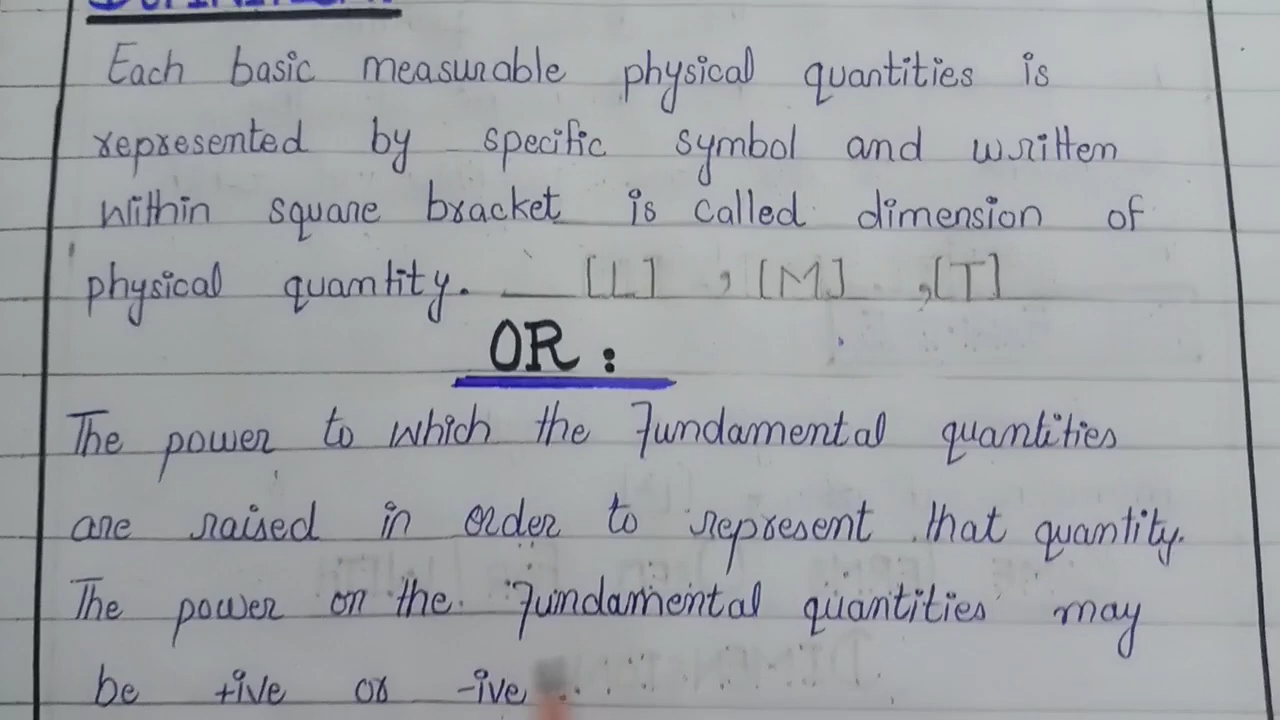 Each basic measurable physical quantities is
represented by specific symbol and written
within square bracket is called dimension of
physical quantity. [L] , [M] , [T]
OR :
The power to which the fundamental quantities
are raised in order to represent that quantity.
The power on the fundamental quantities may
be +ive or -ive